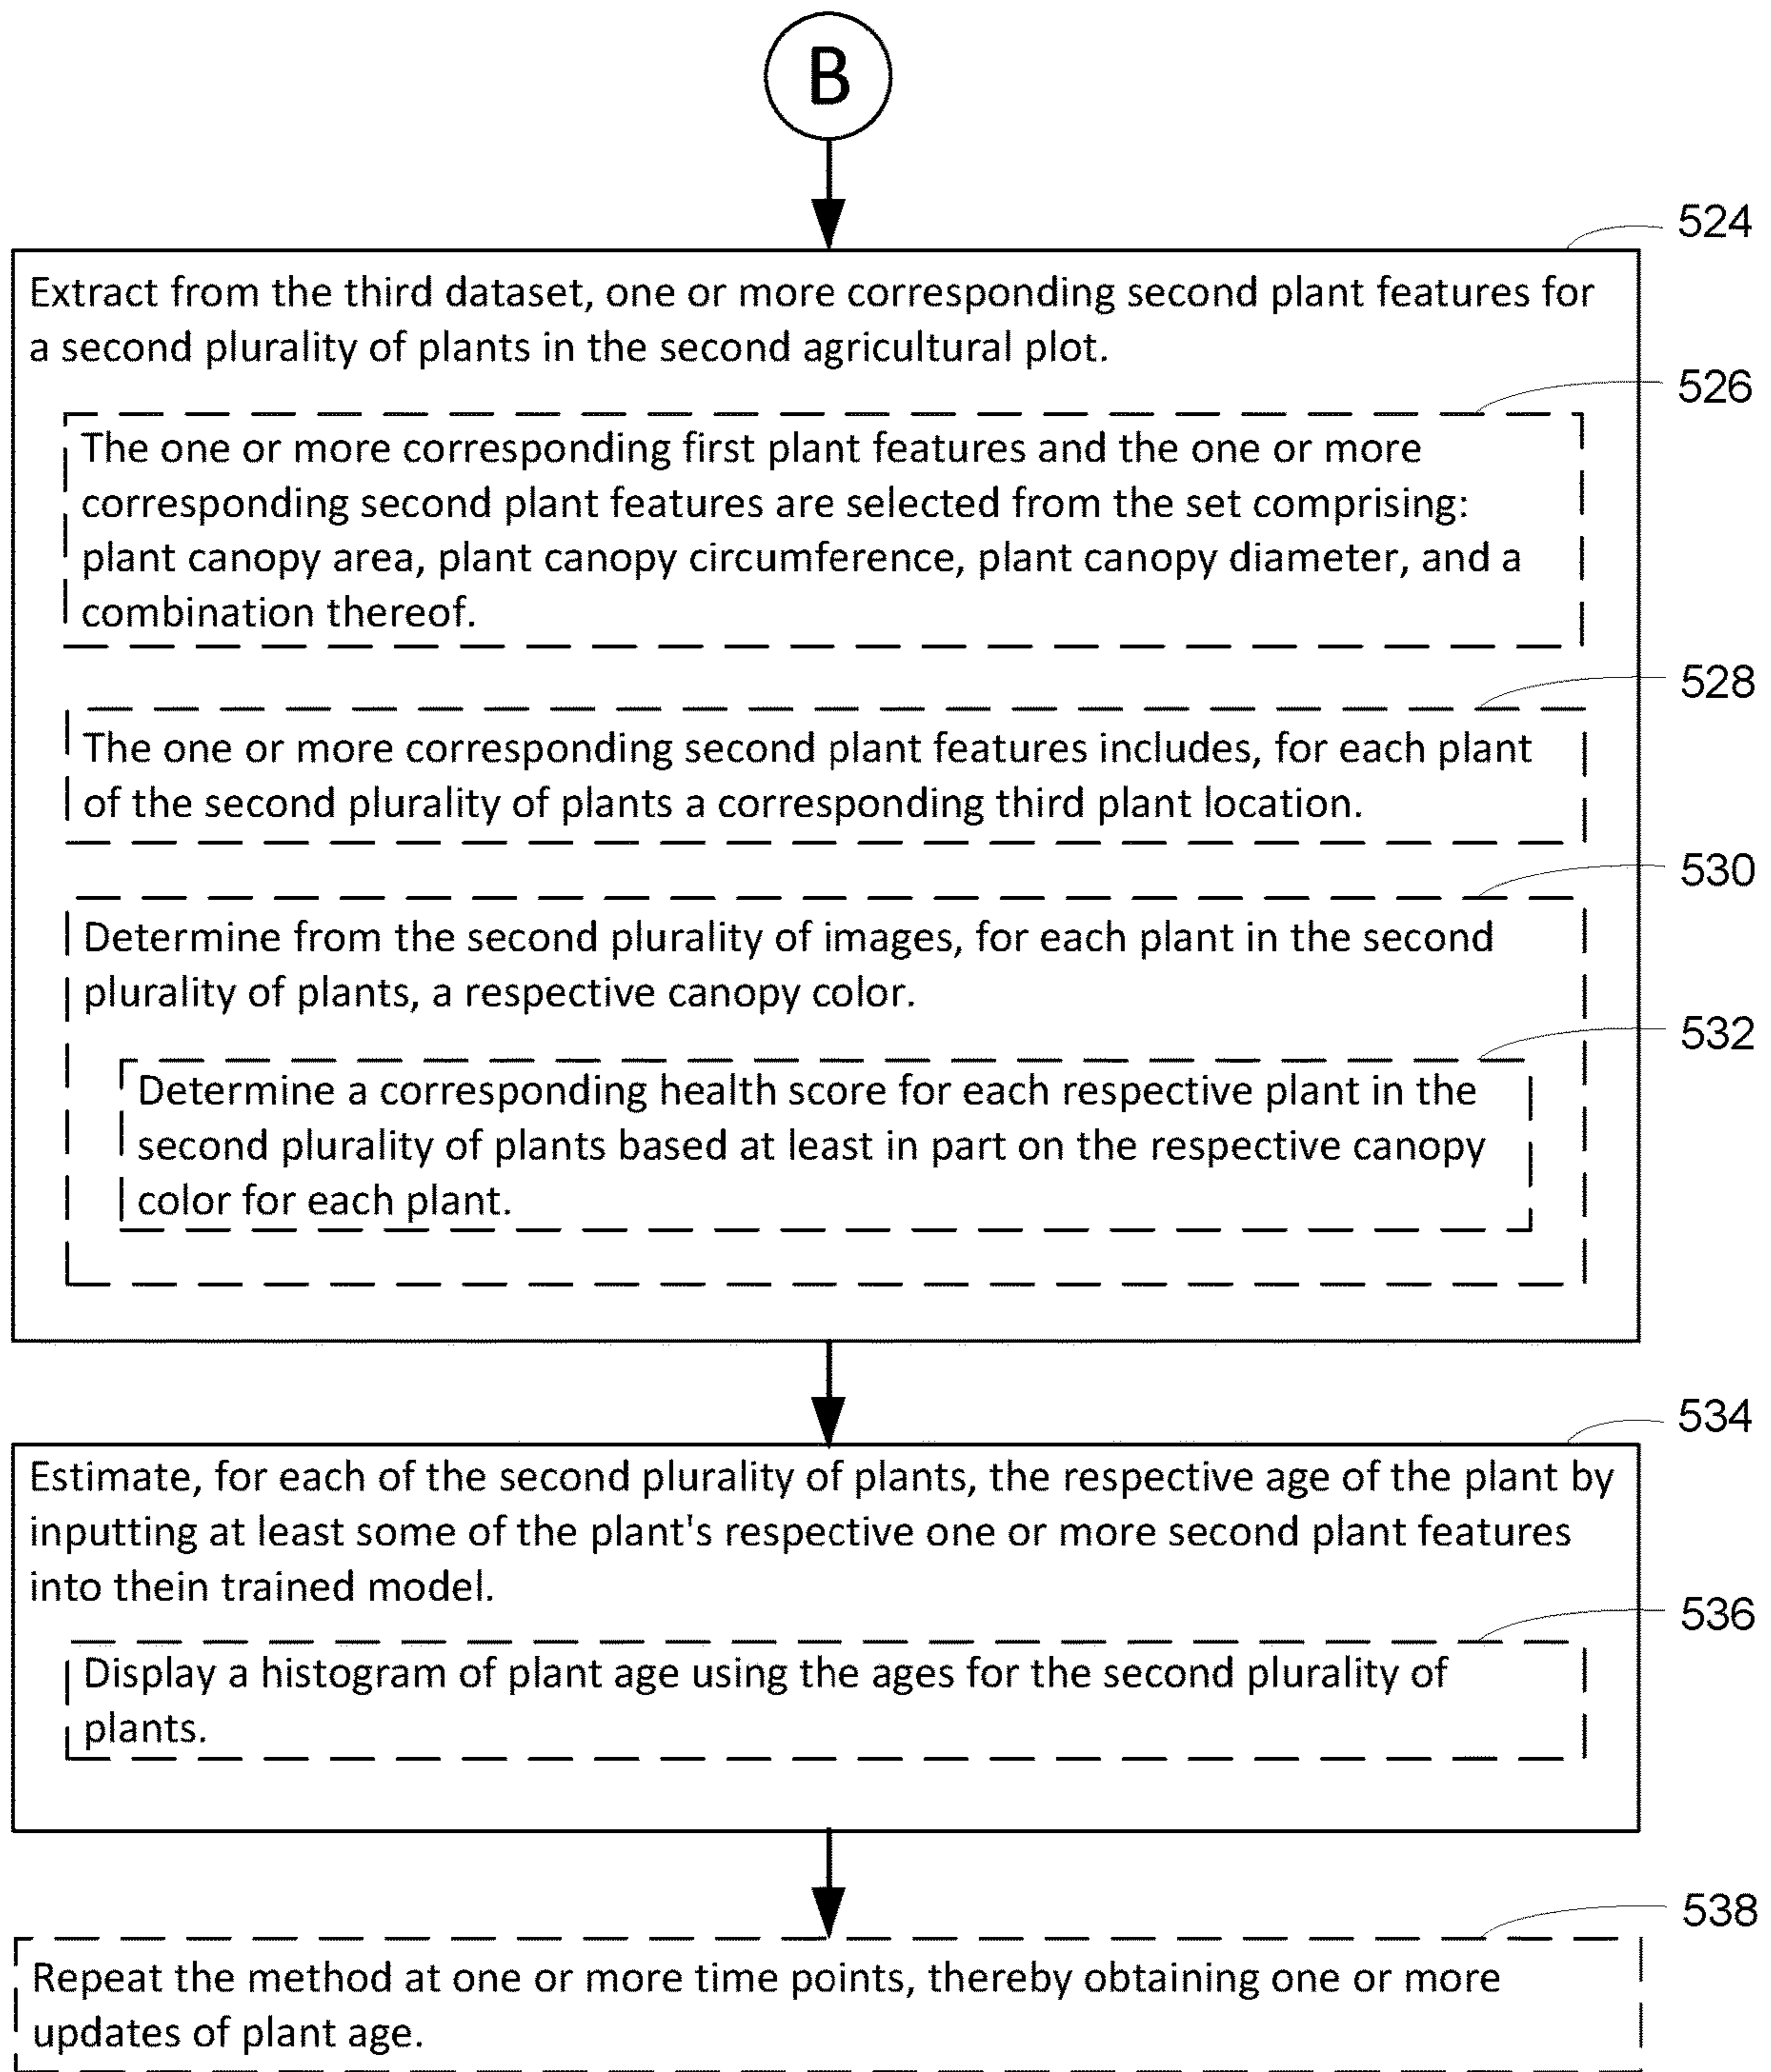 B
524
Extract from the third dataset, one or more corresponding second plant features for
a second plurality of plants in the second agricultural plot.
526
The one or more corresponding first plant features and the one or more
corresponding second plant features are selected from the set comprising:
plant canopy area, plant canopy circumference, plant canopy diameter, and a
combination thereof.
528
The one or more corresponding second plant features includes, for each plant
of the second plurality of plants a corresponding third plant location.
530
Determine from the second plurality of images, for each plant in the second
plurality of plants, a respective canopy color.
532
Determine a corresponding health score for each respective plant in the
second plurality of plants based at least in part on the respective canopy
color for each plant.
534
Estimate, for each of the second plurality of plants, the respective age of the plant by
inputting at least some of the plant's respective one or more second plant features
into thein trained model.
536
Display a histogram of plant age using the ages for the second plurality of
plants.
538
Repeat the method at one or more time points, thereby obtaining one or more
updates of plant age.